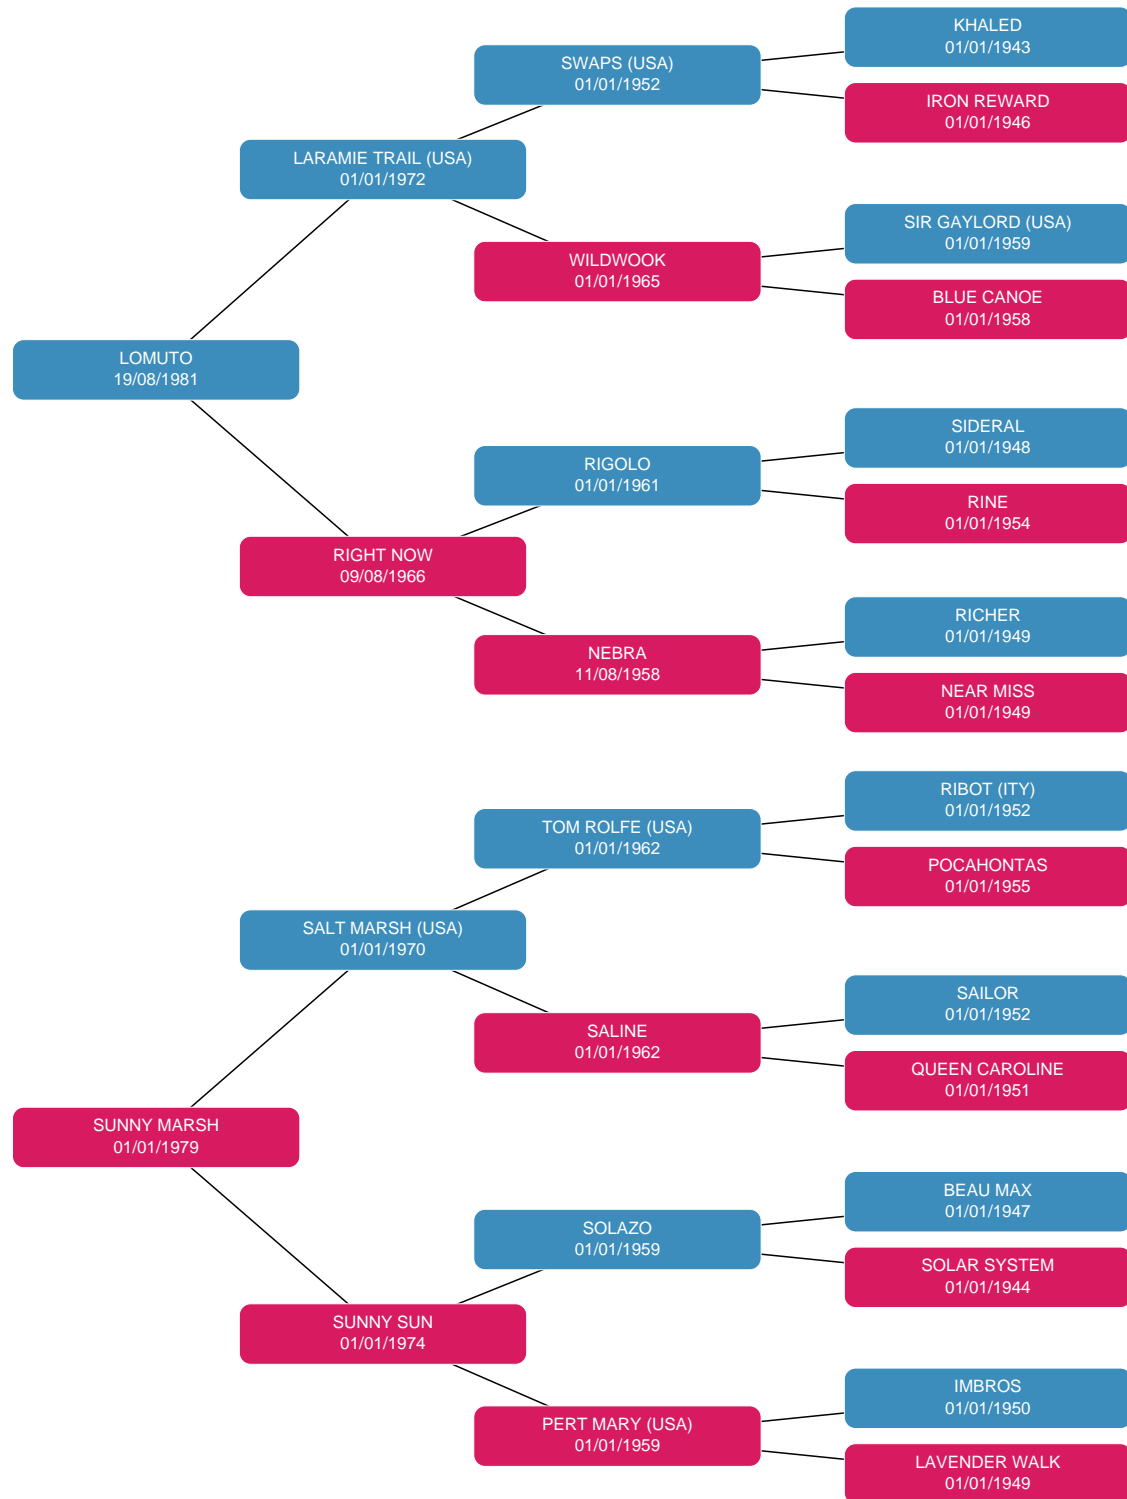 KHALED
01/01/1943
SWAPS (USA)
01/01/1952
IRON REWARD
01/01/1946
LARAMIE TRAIL (USA)
01/01/1972
SIR GAYLORD (USA)
01/01/1959
WILDWOOK
01/01/1965
BLUE CANOE
01/01/1958
LOMUTO
19/08/1981
SIDERAL
01/01/1948
RIGOLO
01/01/1961
RINE
01/01/1954
RIGHT NOW
09/08/1966
RICHER
01/01/1949
NEBRA
11/08/1958
NEAR MISS
01/01/1949
RIBOT (ITY)
01/01/1952
TOM ROLFE (USA)
01/01/1962
POCAHONTAS
01/01/1955
SALT MARSH (USA)
01/01/1970
SAILOR
01/01/1952
SALINE
01/01/1962
QUEEN CAROLINE
01/01/1951
SUNNY MARSH
01/01/1979
BEAU MAX
01/01/1947
SOLAZO
01/01/1959
SOLAR SYSTEM
01/01/1944
SUNNY SUN
01/01/1974
IMBROS
01/01/1950
PERT MARY (USA)
01/01/1959
LAVENDER WALK
01/01/1949